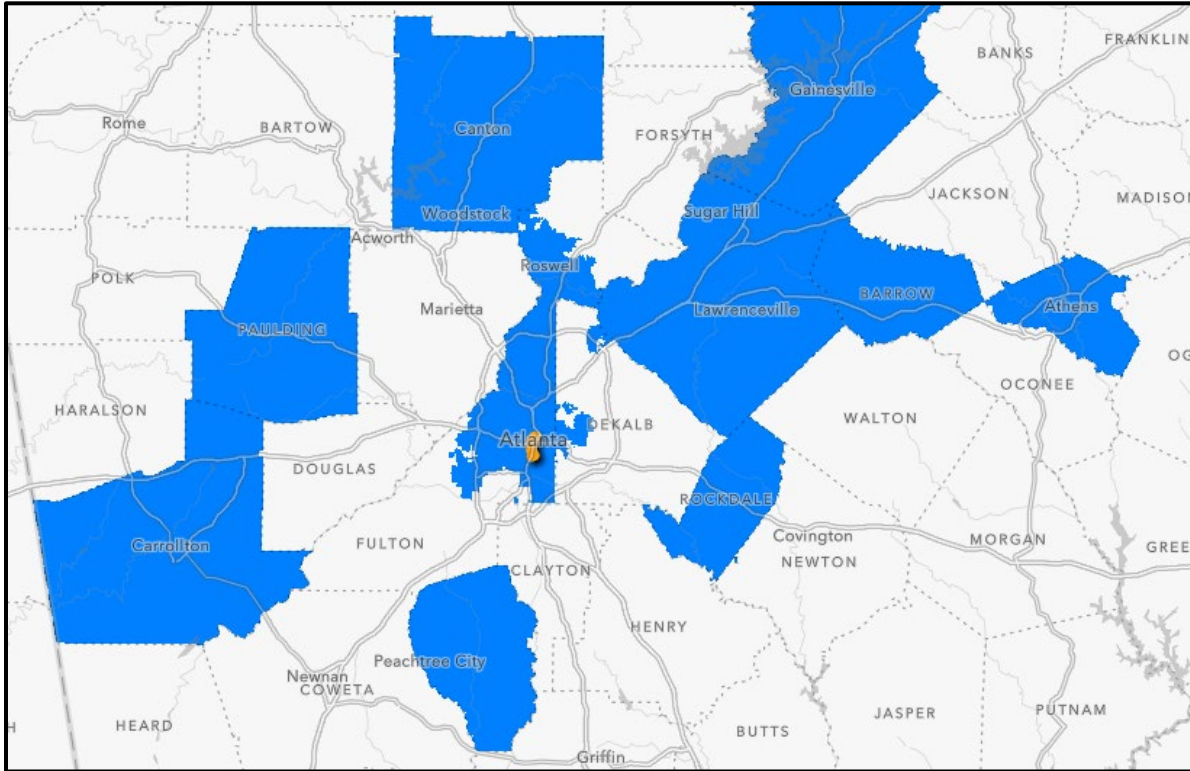 FRANKLIN
BANKS
Gainesville
Rome
BARTOW
Canton
FORSYTH
JACKSON
MADISON
Woodstock
Sugar Hill
Acworth
Roswell
POLK
BARROW
Athens
Marietta
Lawrenceville
PAULDING
OG
OCONEE
HARALSON
WALTON
DEKALB
Atlanta
DOUGLAS
ROCKDALE
Covington
MORGAN
GREE
Carrollton
FULTON
NEWTON
CLAYTON
HENRY
Peachtree City
Newnan
COWETA
PUTNAM
JASPER
H
HEARD
BUTTS
Griffin